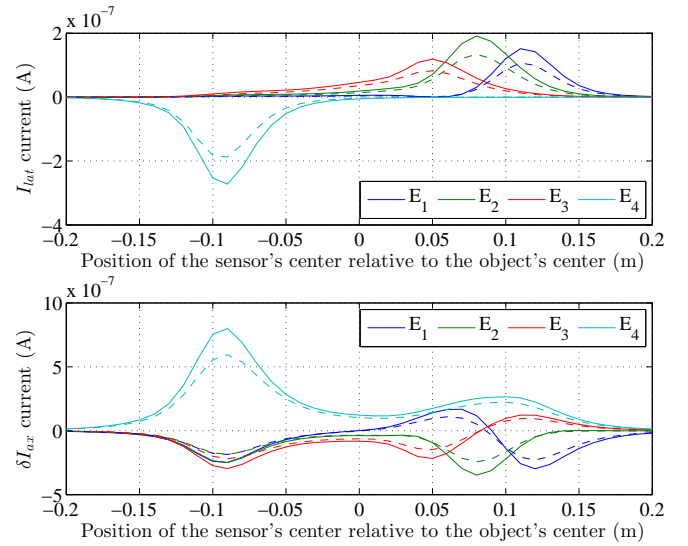 x 10⁻⁷
2
0
−2
−4
I_lat current (A)
E₁ E₂ E₃ E₄
−0.2 −0.15 −0.1 −0.05 0 0.05 0.1 0.15 0.2
Position of the sensor's center relative to the object's center (m)
x 10⁻⁷
10
5
0
−5
δI_ax current (A)
E₁ E₂ E₃ E₄
−0.2 −0.15 −0.1 −0.05 0 0.05 0.1 0.15 0.2
Position of the sensor's center relative to the object's center (m)